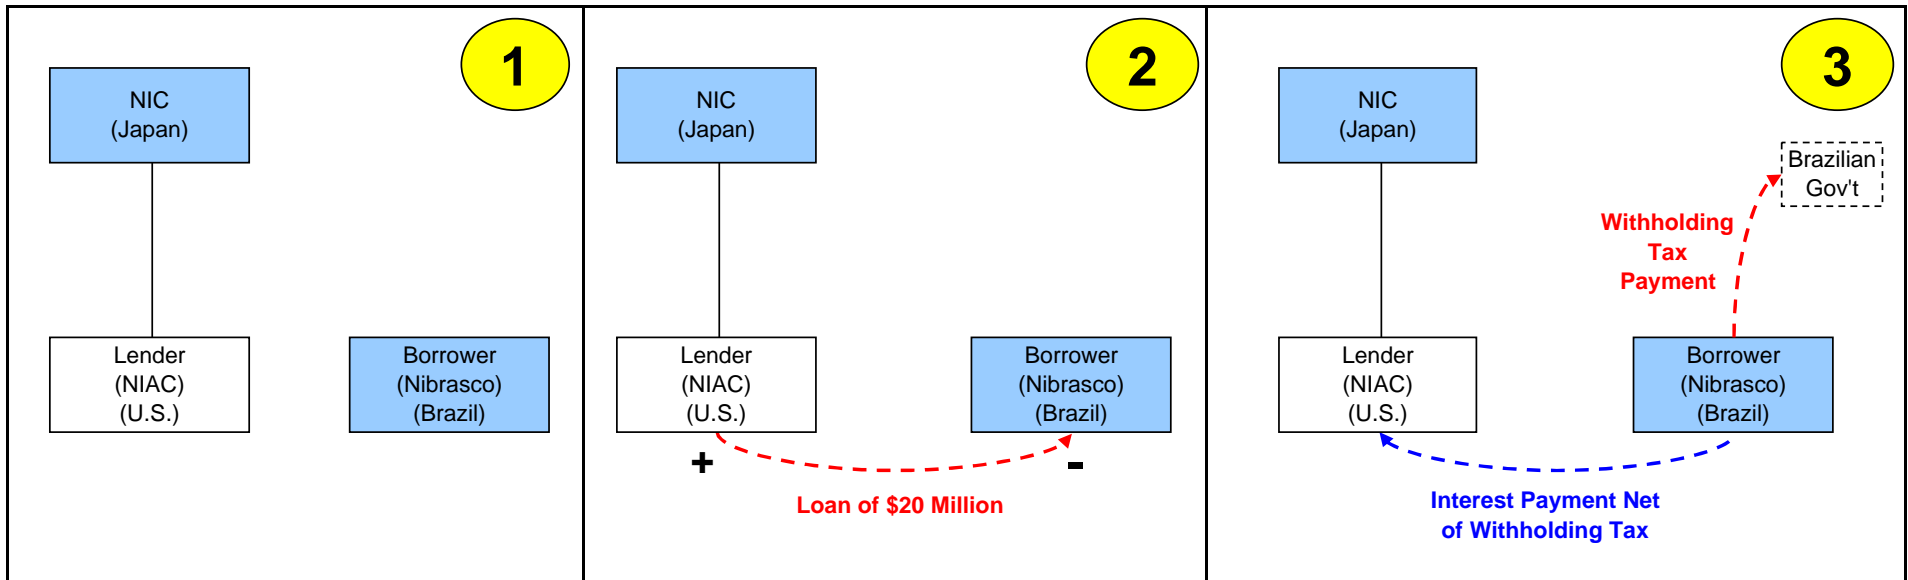 1
NIC
(Japan)
Lender
(NIAC)
(U.S.)
Borrower
(Nibrasco)
(Brazil)
2
NIC
(Japan)
Lender
(NIAC)
(U.S.)
Borrower
(Nibrasco)
(Brazil)
+
-
Loan of $20 Million
3
NIC
(Japan)
Brazilian
Gov't
Withholding
Tax
Payment
Lender
(NIAC)
(U.S.)
Borrower
(Nibrasco)
(Brazil)
Interest Payment Net
of Withholding Tax